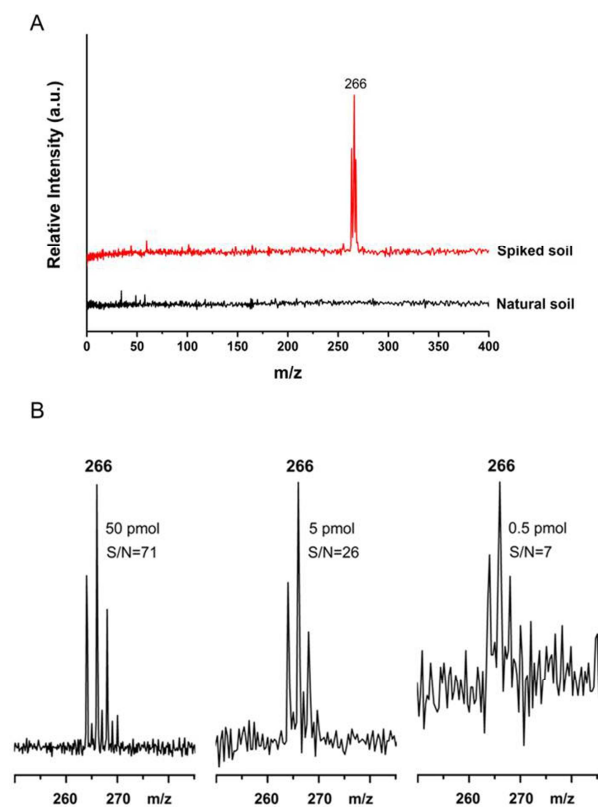 A
Relative Intensity (a.u.)
266
Spiked soil
Natural soil
0 50 100 150 200 250 300 350 400
m/z
B
266 266 266
50 pmol 5 pmol 0.5 pmol
S/N=71 S/N=26 S/N=7
260 270 m/z 260 270 m/z 260 270 m/z